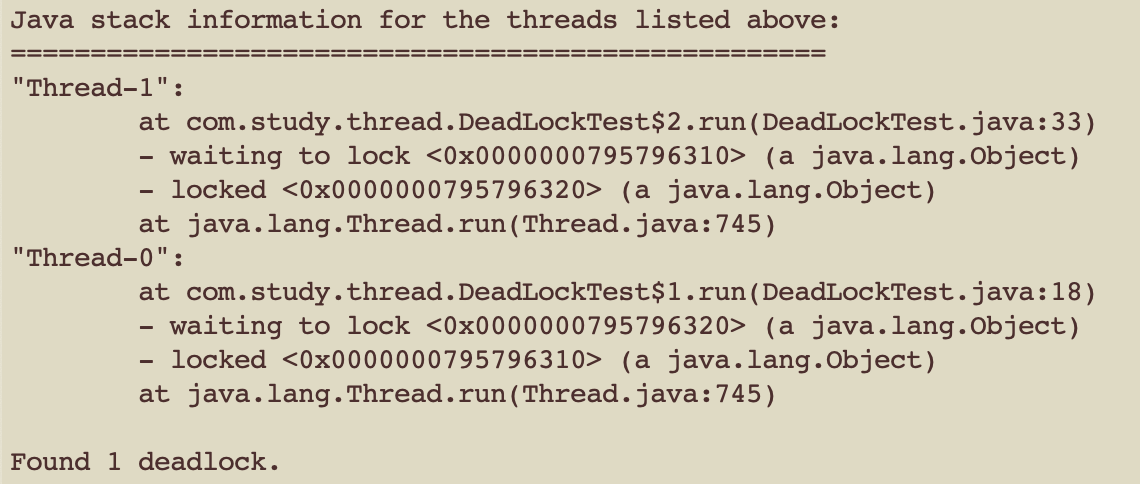 Java stack information for the threads listed above:
===================================================
"Thread-1":
        at com.study.thread.DeadLockTest$2.run(DeadLockTest.java:33)
        - waiting to lock <0x0000000795796310> (a java.lang.Object)
        - locked <0x0000000795796320> (a java.lang.Object)
        at java.lang.Thread.run(Thread.java:745)
"Thread-0":
        at com.study.thread.DeadLockTest$1.run(DeadLockTest.java:18)
        - waiting to lock <0x0000000795796320> (a java.lang.Object)
        - locked <0x0000000795796310> (a java.lang.Object)
        at java.lang.Thread.run(Thread.java:745)

Found 1 deadlock.